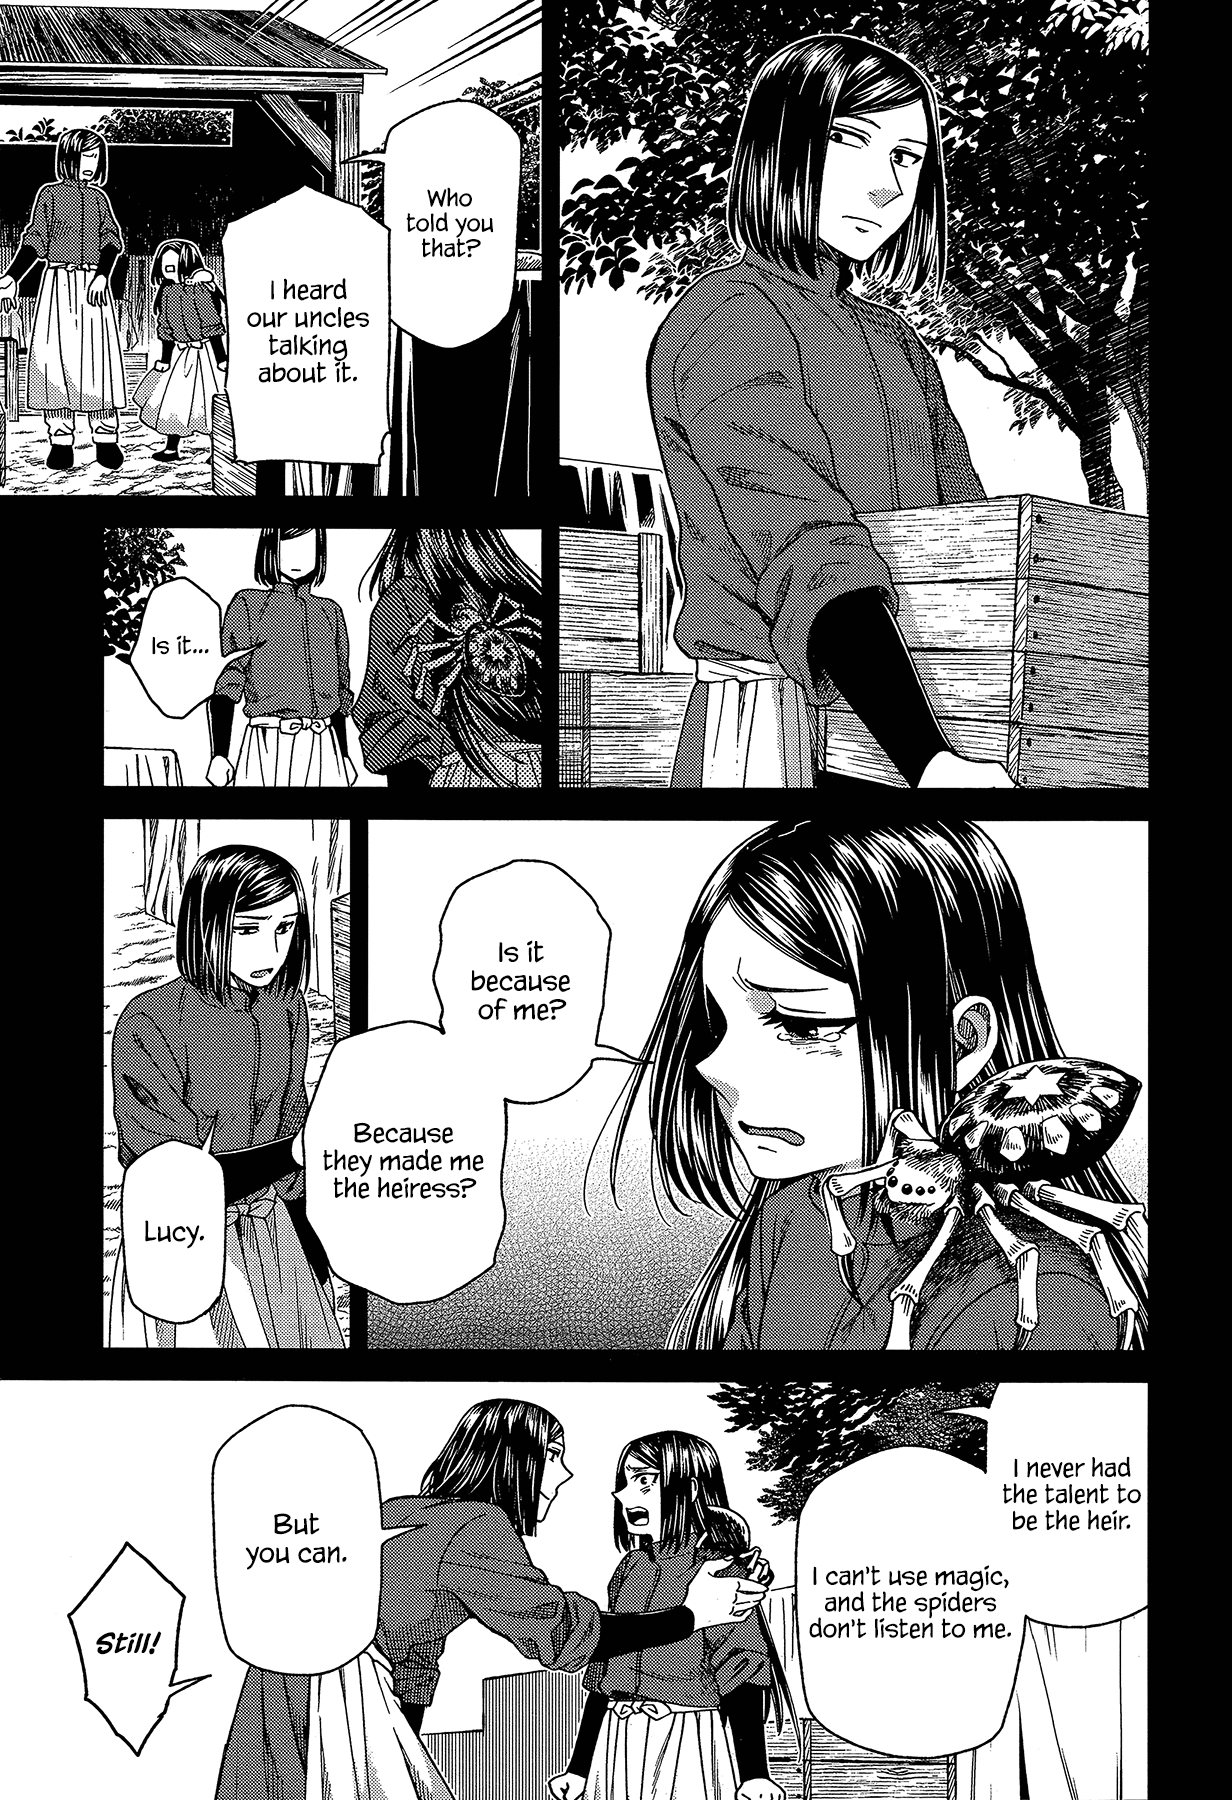 Who
told you
that?
I heard
our uncles
talking
about it.
Is it...
Is it
because
of me?
Because
they made me
the heiress?
Lucy.
I never had
the talent to
be the heir.
I can't use magic,
and the spiders
don't listen to me.
But
you can.
Still!